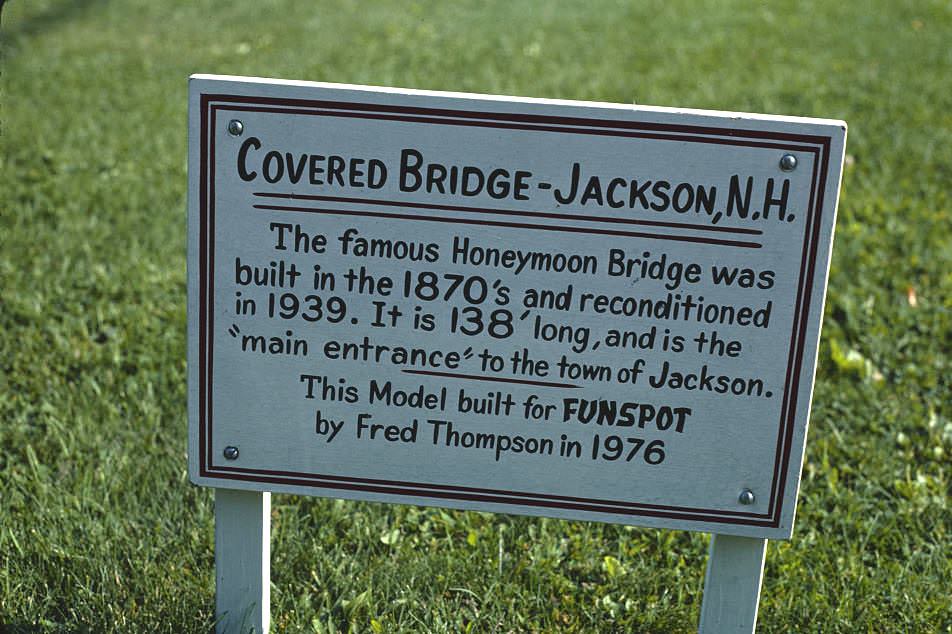 COVERED BRIDGE-JACKSON, N.H.
The famous Honeymoon Bridge was
built in the 1870's and reconditioned
in 1939. It is 138' long, and is the
"main entrance" to the town of Jackson.
This Model built for FUNSPOT
by Fred Thompson in 1976